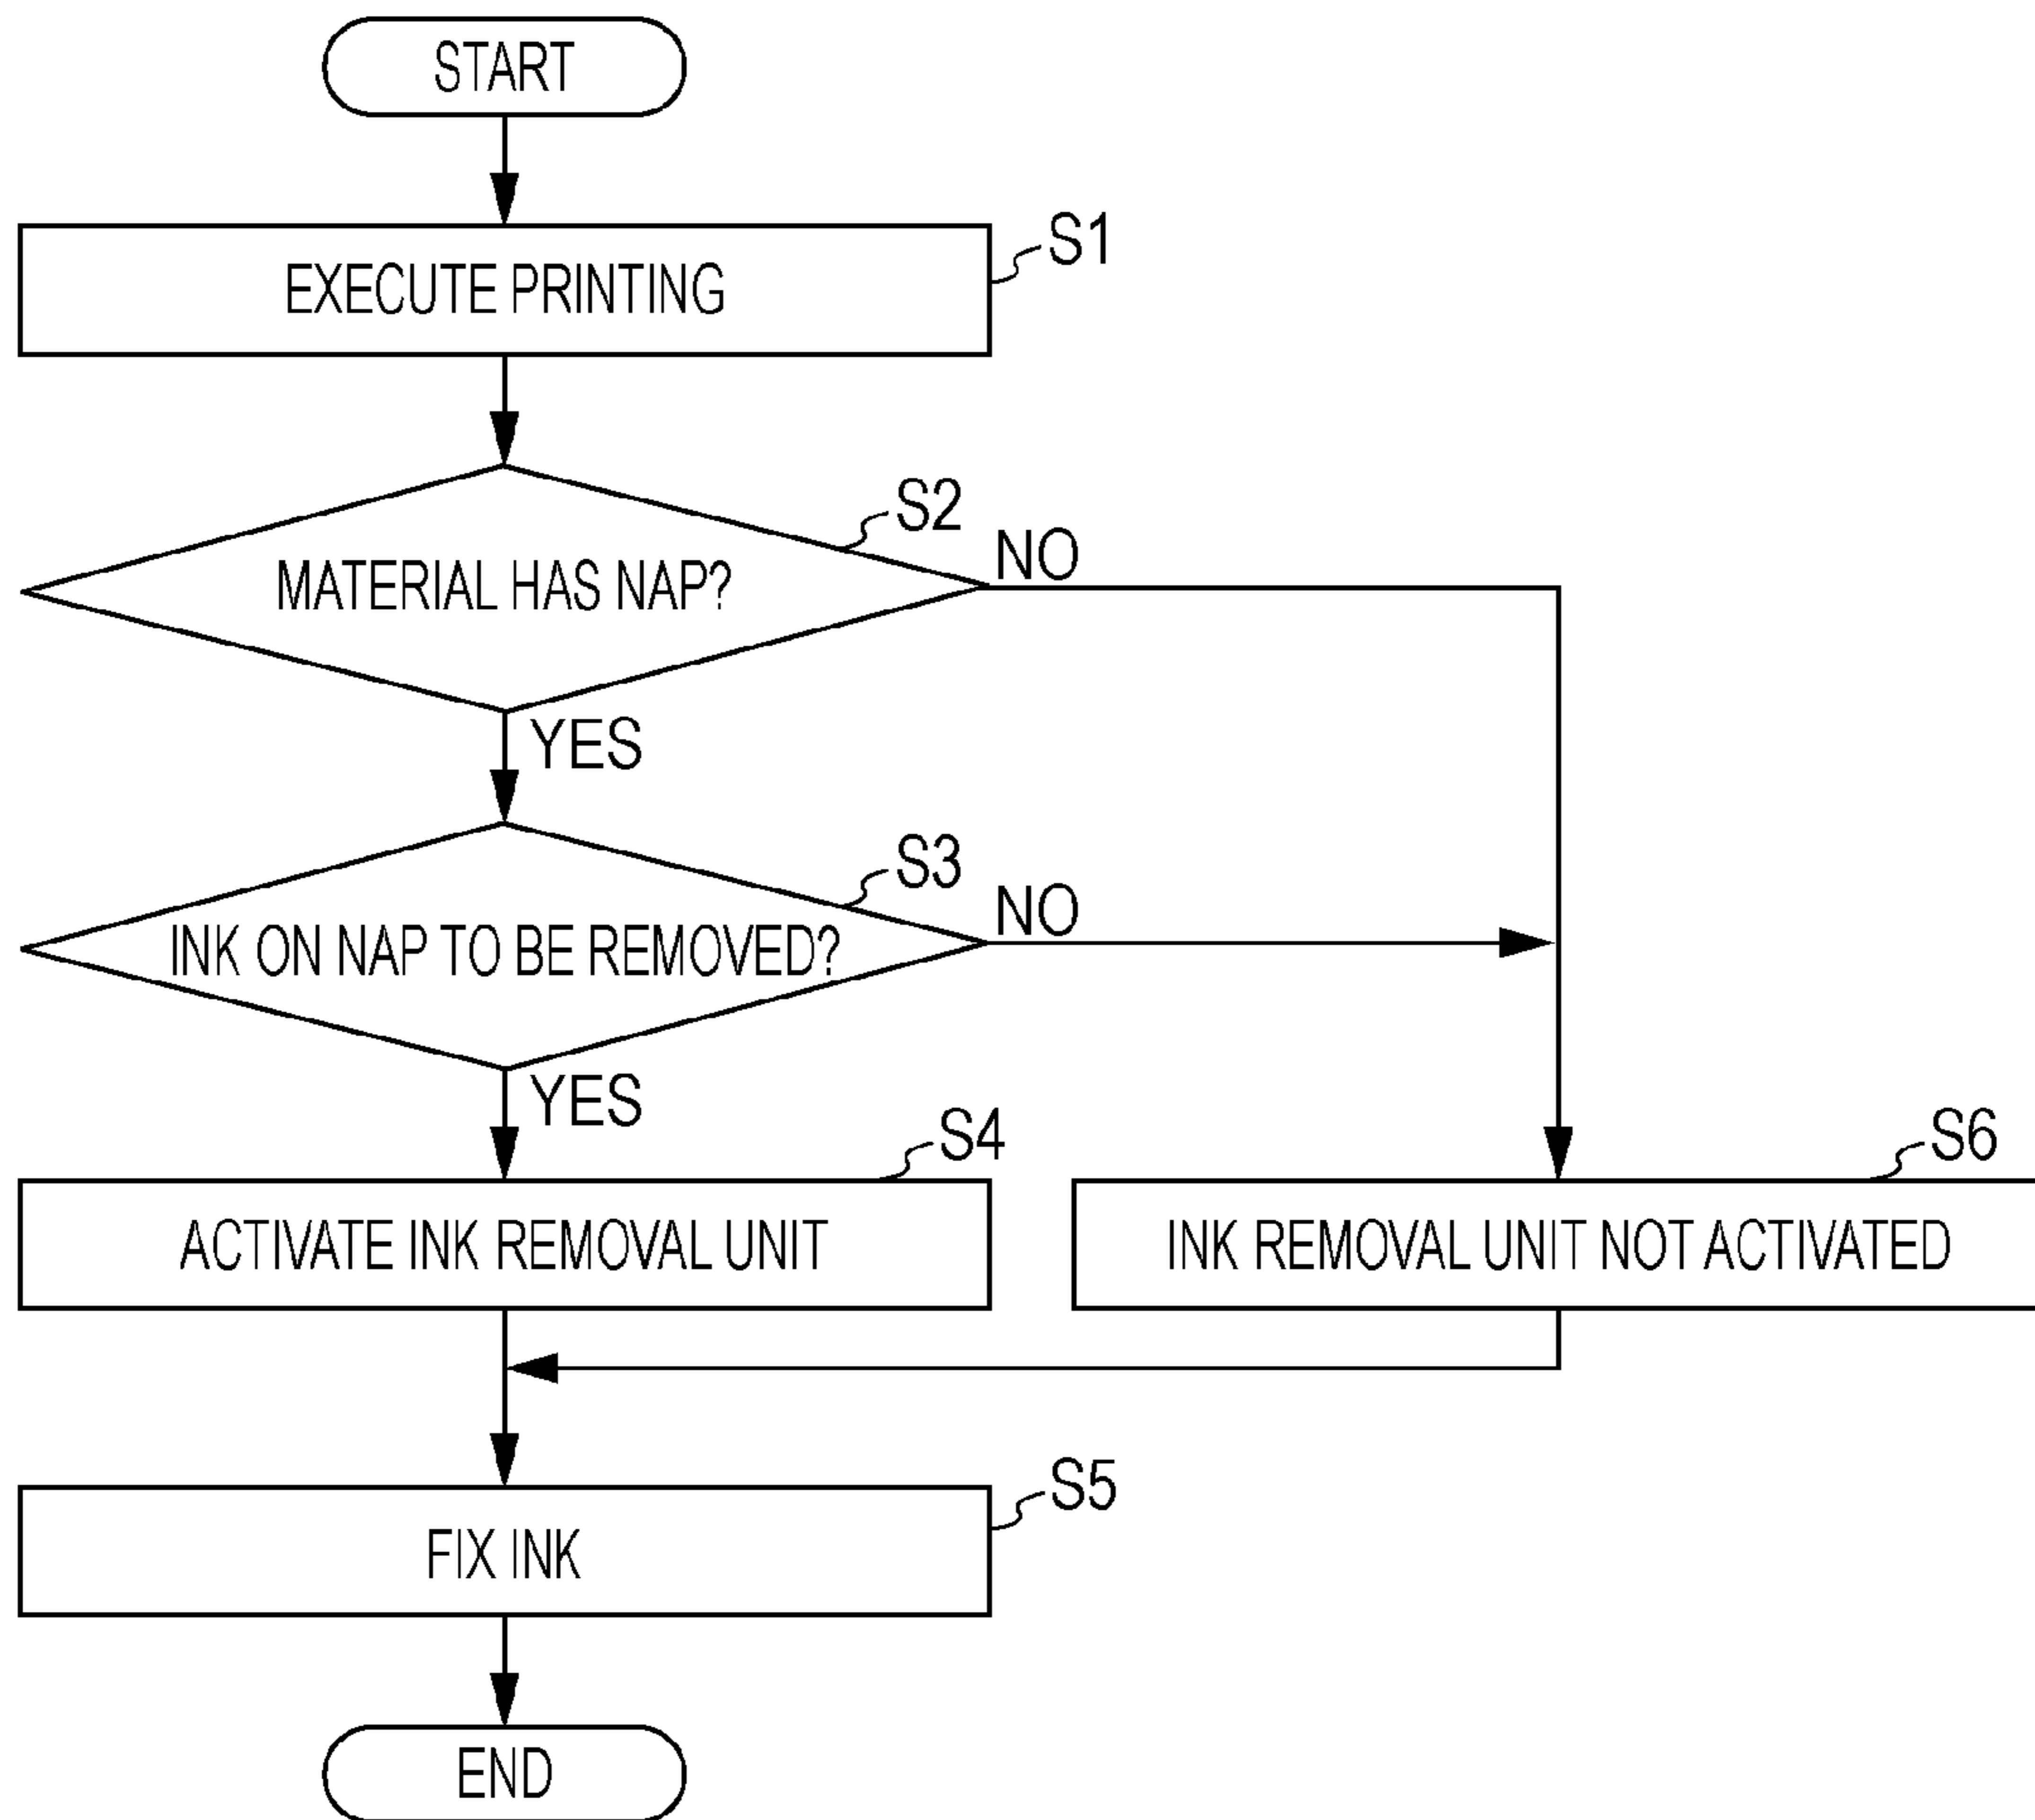 START
EXECUTE PRINTING
S1
MATERIAL HAS NAP?
S2
NO
YES
INK ON NAP TO BE REMOVED?
S3
NO
YES
ACTIVATE INK REMOVAL UNIT
S4
INK REMOVAL UNIT NOT ACTIVATED
S6
FIX INK
S5
END